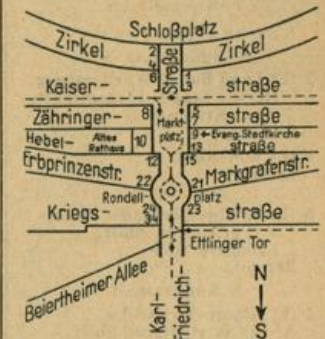 Schloßplatz
Zirkel Zirkel
Straße
2
1
3
Kaiser- straße
Zähringer- 8 Markt- 5 straße
7
platz
Hebel- Altes Rathaus 10 9 Evang. Stadtkirche
13 straße
Erbprinzenstr. 12 15 Markgrafenstr.
22 21
Rondell- platz
Kriegs- 24 23 straße
34
Ettlinger Tor
Beiertheimer Allee
Karl-
Friedrich-
N
S